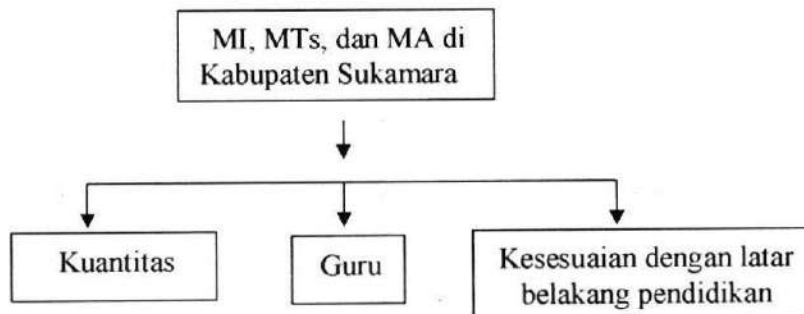 MI, MTs, dan MA di
Kabupaten Sukamara
Kuantitas
Guru
Kesesuaian dengan latar
belakang pendidikan